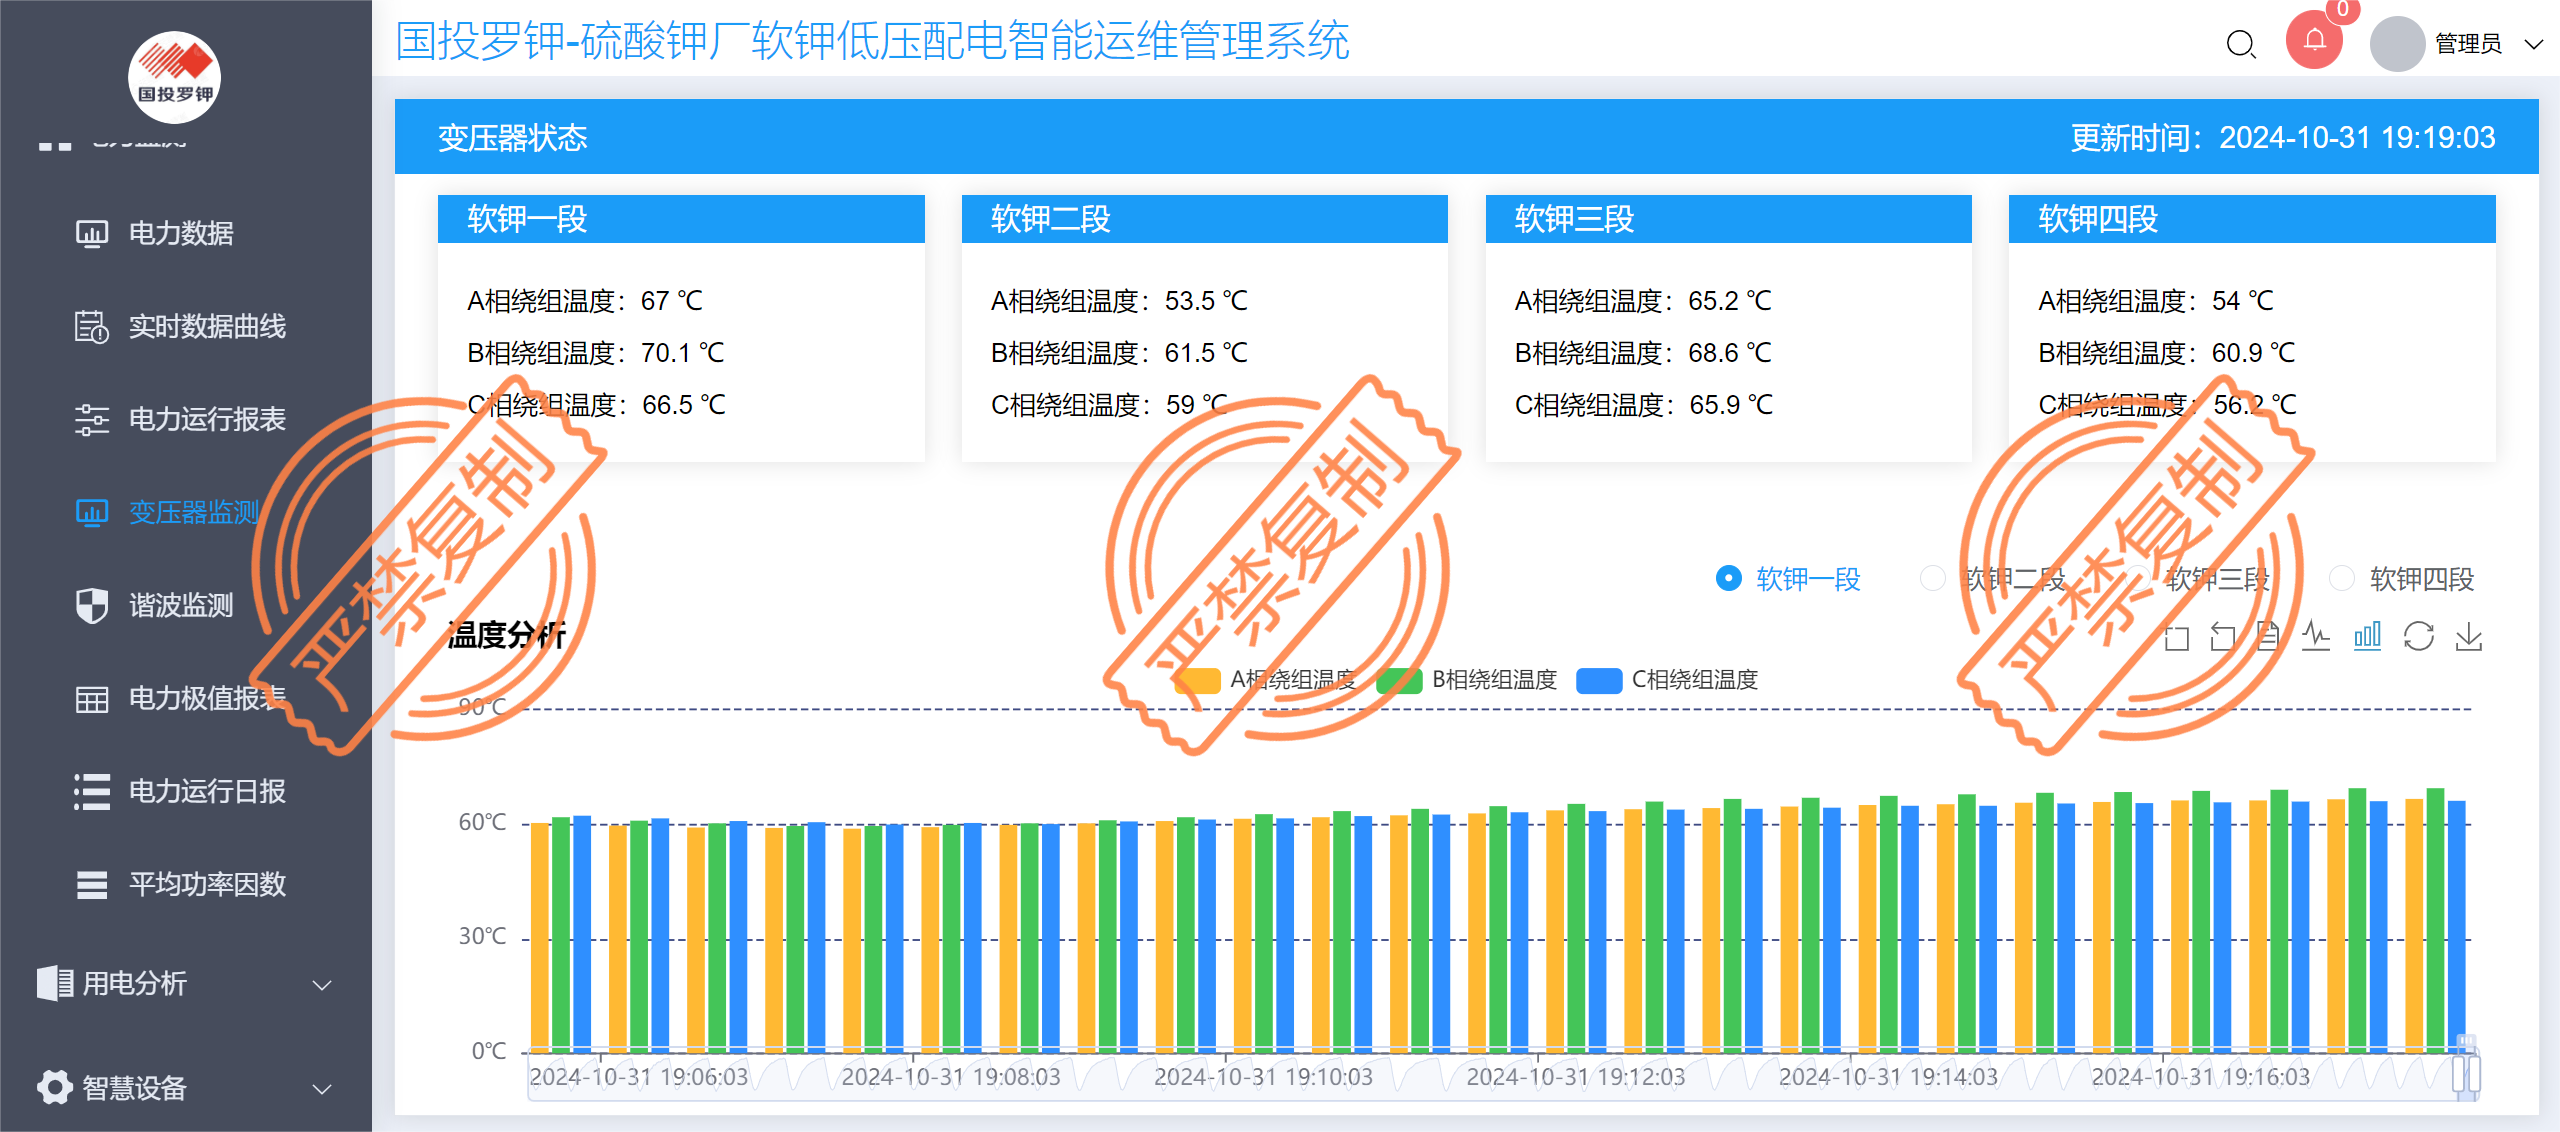 国投罗钾
国投罗钾-硫酸钾厂软钾低压配电智能运维管理系统
0
管理员
电力监测
电力数据
实时数据曲线
电力运行报表
变压器监测
谐波监测
电力极值报表
电力运行日报
平均功率因数
用电分析
智慧设备
变压器状态
更新时间：2024-10-31 19:19:03
软钾一段
A相绕组温度：67 ℃
B相绕组温度：70.1 ℃
C相绕组温度：66.5 ℃
软钾二段
A相绕组温度：53.5 ℃
B相绕组温度：61.5 ℃
C相绕组温度：59 ℃
软钾三段
A相绕组温度：65.2 ℃
B相绕组温度：68.6 ℃
C相绕组温度：65.9 ℃
软钾四段
A相绕组温度：54 ℃
B相绕组温度：60.9 ℃
C相绕组温度：56.2 ℃
严禁复制
严禁复制
严禁复制
软钾一段 软钾二段 软钾三段 软钾四段
温度分析
A相绕组温度 B相绕组温度 C相绕组温度
90℃
60℃
30℃
0℃
2024-10-31 19:06:03 2024-10-31 19:08:03 2024-10-31 19:10:03 2024-10-31 19:12:03 2024-10-31 19:14:03 2024-10-31 19:16:03